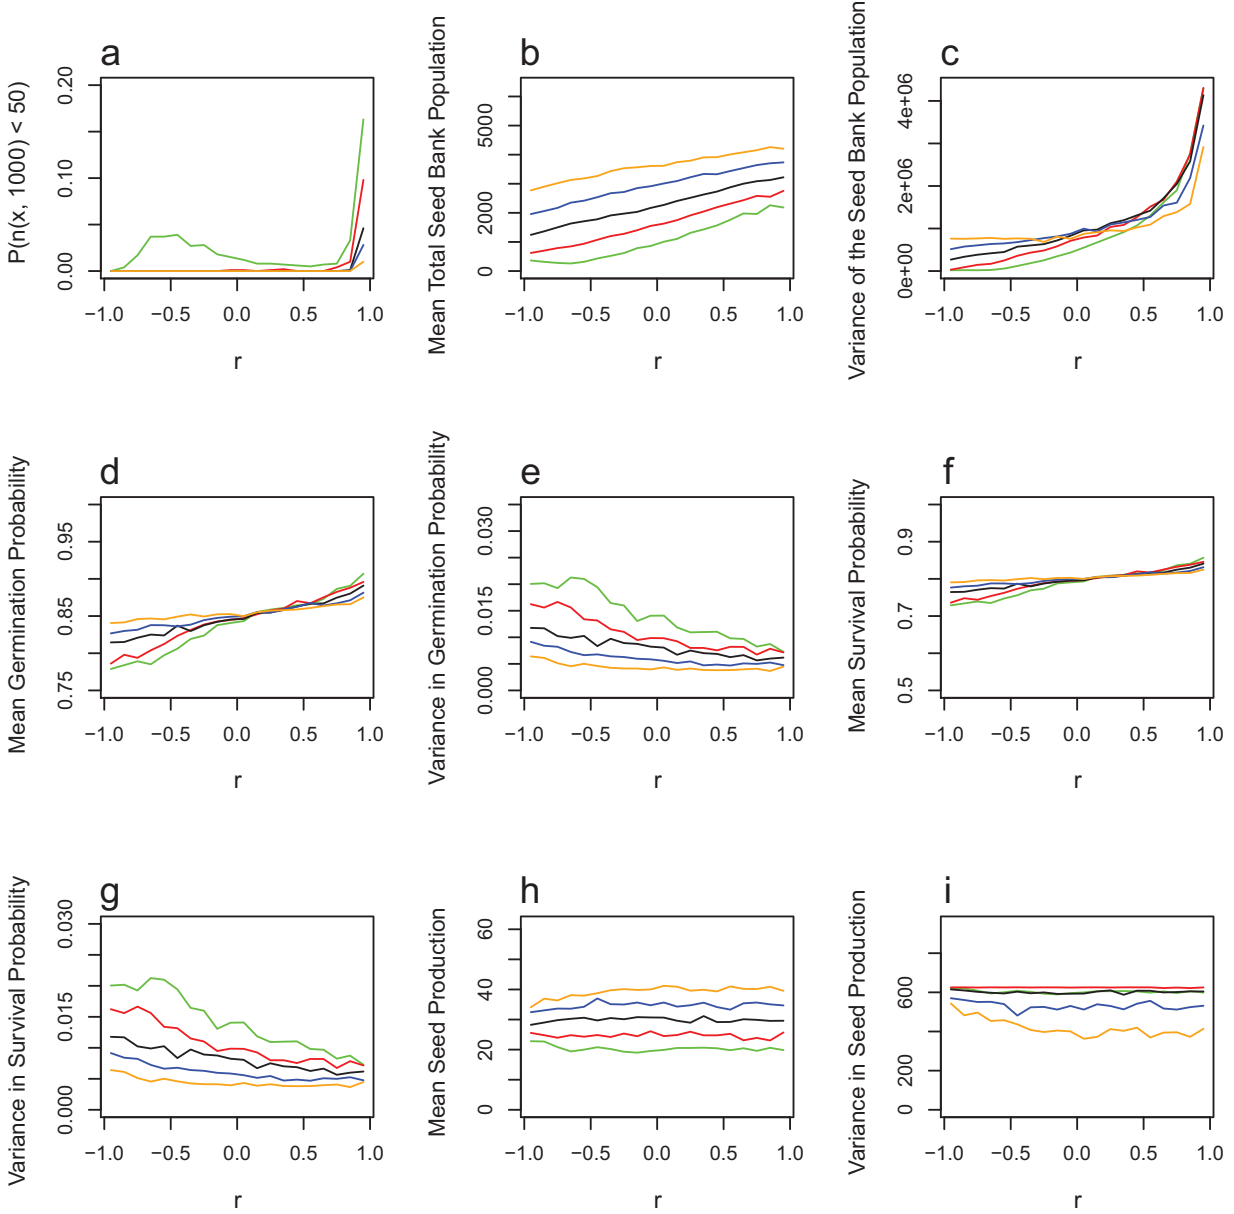 a
P(n(x, 1000) < 50)
0.00 0.10 0.20
−1.0 −0.5 0.0 0.5 1.0
r
b
Mean Total Seed Bank Population
0 2000 5000
−1.0 −0.5 0.0 0.5 1.0
r
c
Variance of the Seed Bank Population
0e+00 2e+06 4e+06
−1.0 −0.5 0.0 0.5 1.0
r
d
Mean Germination Probability
0.75 0.85 0.95
−1.0 −0.5 0.0 0.5 1.0
r
e
Variance in Germination Probability
0.000 0.015 0.030
−1.0 −0.5 0.0 0.5 1.0
r
f
Mean Survival Probability
0.5 0.7 0.9
−1.0 −0.5 0.0 0.5 1.0
r
g
Variance in Survival Probability
0.000 0.015 0.030
−1.0 −0.5 0.0 0.5 1.0
r
h
Mean Seed Production
0 20 40 60
−1.0 −0.5 0.0 0.5 1.0
r
i
Variance in Seed Production
0 200 600
−1.0 −0.5 0.0 0.5 1.0
r